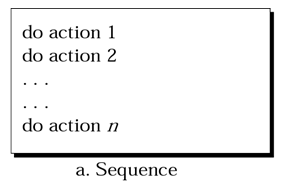 do action 1
do action 2
. . .
. . .
do action n
a. Sequence